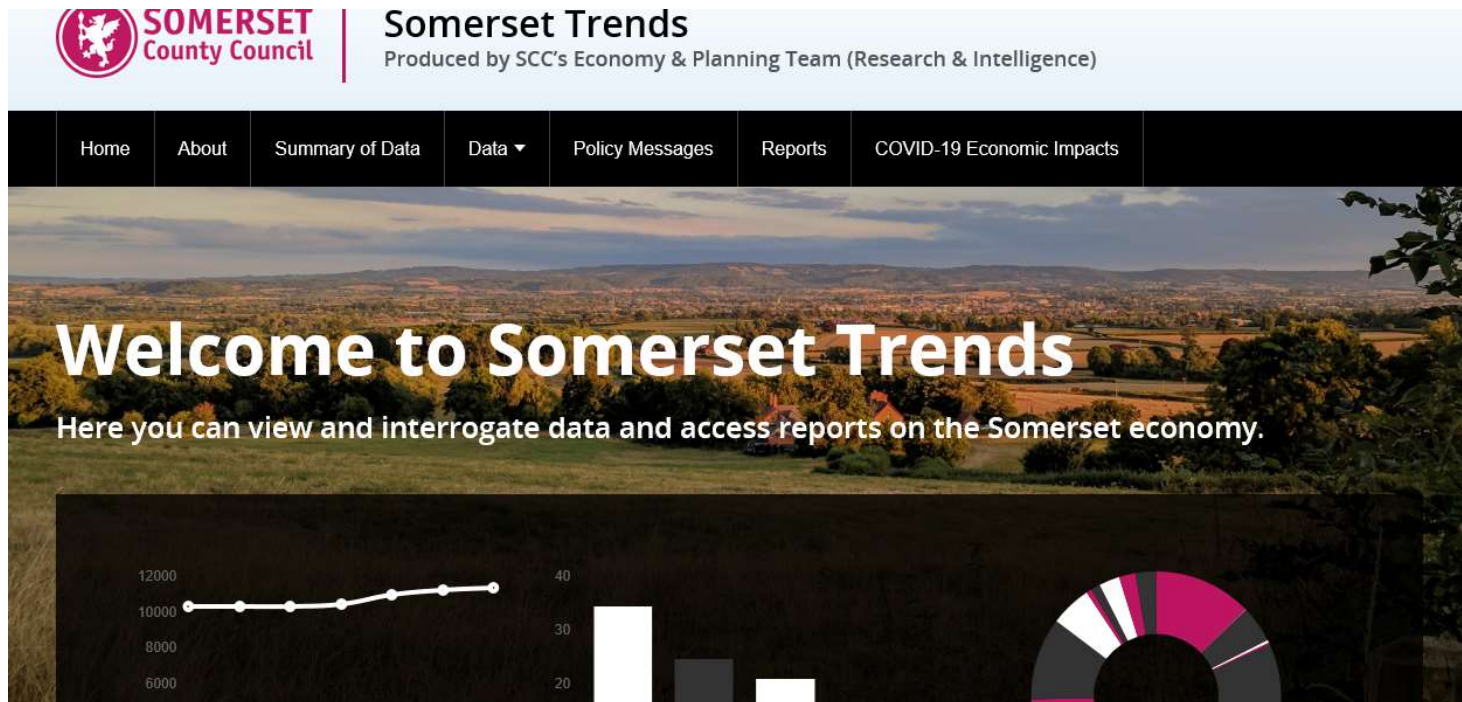 SOMERSET
County Council
Somerset Trends
Produced by SCC's Economy & Planning Team (Research & Intelligence)
Home
About
Summary of Data
Data
Policy Messages
Reports
COVID-19 Economic Impacts
Welcome to Somerset Trends
Here you can view and interrogate data and access reports on the Somerset economy.
12000
10000
8000
6000
40
30
20